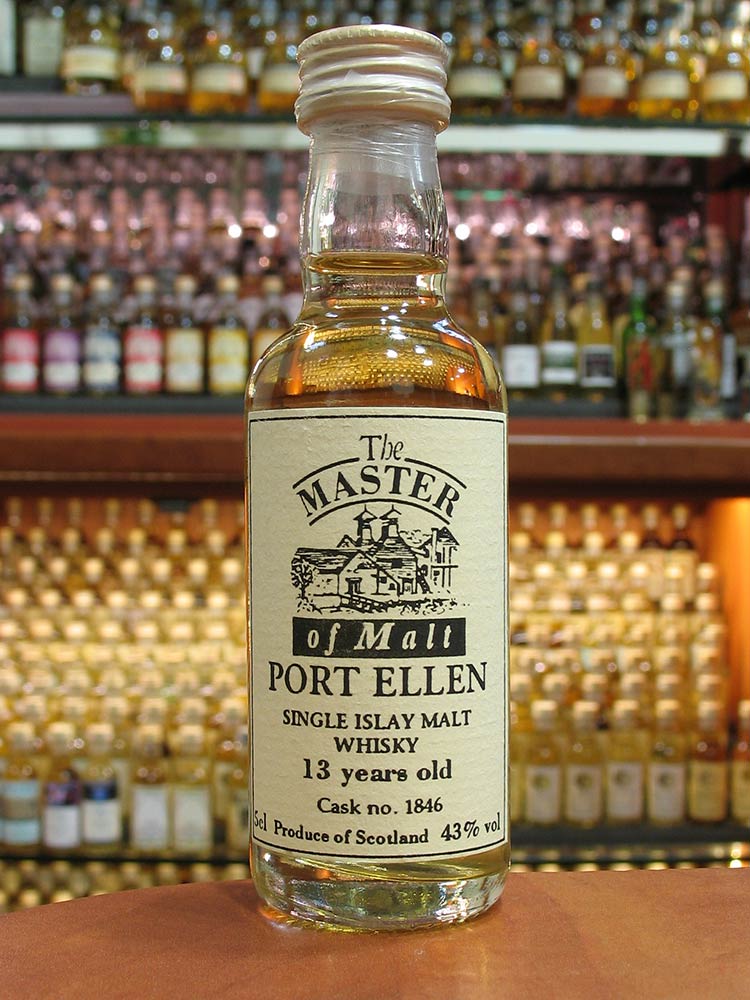 The
MASTER
of Malt
PORT ELLEN
SINGLE ISLAY MALT
WHISKY
13 years old
Cask no. 1846
5cl Produce of Scotland 43% vol